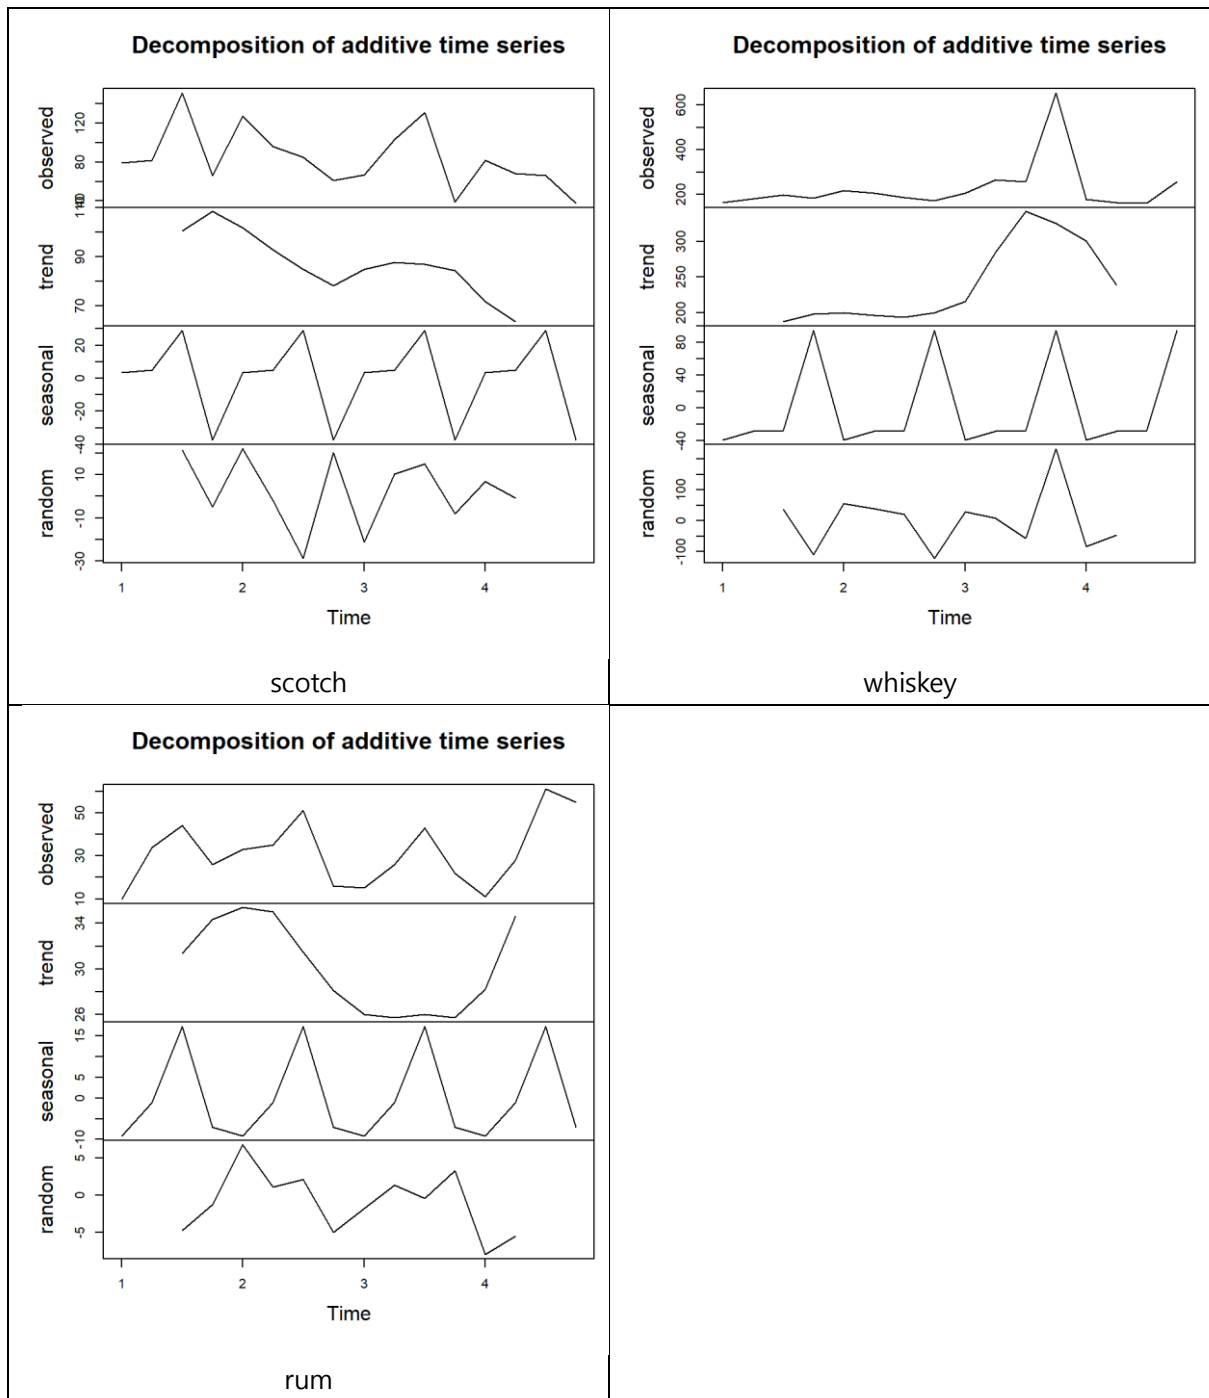 Decomposition of additive time series
observed
40 80 120
trend
70 90 110
seasonal
-40 -20 0 20
random
-30 -10 10
1 2 3 4
Time
scotch
Decomposition of additive time series
observed
200 400 600
trend
200 250 300
seasonal
-40 0 40 80
random
-100 0 100
1 2 3 4
Time
whiskey
Decomposition of additive time series
observed
10 30 50
trend
26 30 34
seasonal
-10 0 5 15
random
-5 0 5
1 2 3 4
Time
rum